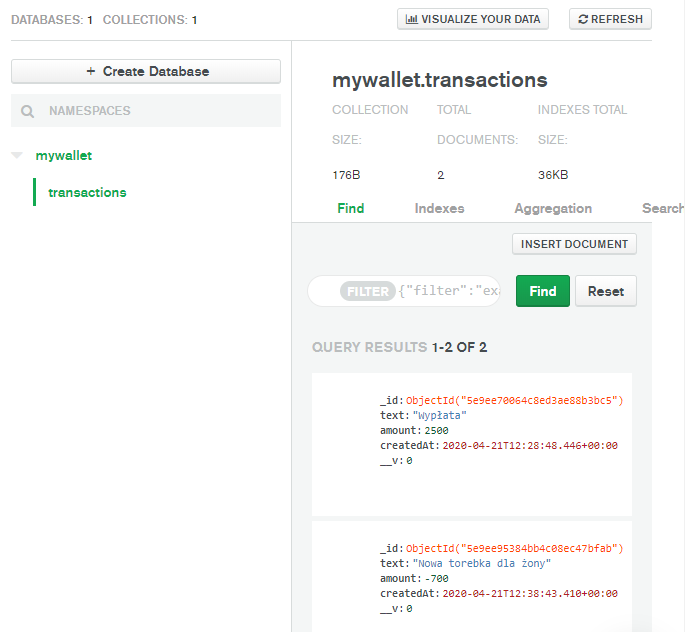 DATABASES: 1 COLLECTIONS: 1
VISUALIZE YOUR DATA
REFRESH
+ Create Database
NAMESPACES
mywallet
transactions
mywallet.transactions
COLLECTION SIZE: 176B
TOTAL DOCUMENTS: 2
INDEXES TOTAL SIZE: 36KB
Find Indexes Aggregation Search
INSERT DOCUMENT
FILTER {"filter":"exa
Find
Reset
QUERY RESULTS 1-2 OF 2
_id: ObjectId("5e9ee70064c8ed3ae88b3bc5")
text: "Wypłata"
amount: 2500
createdAt: 2020-04-21T12:28:48.446+00:00
__v: 0
_id: ObjectId("5e9ee95384bb4c08ec47bfab")
text: "Nowa torebka dla żony"
amount: -700
createdAt: 2020-04-21T12:38:43.410+00:00
__v: 0